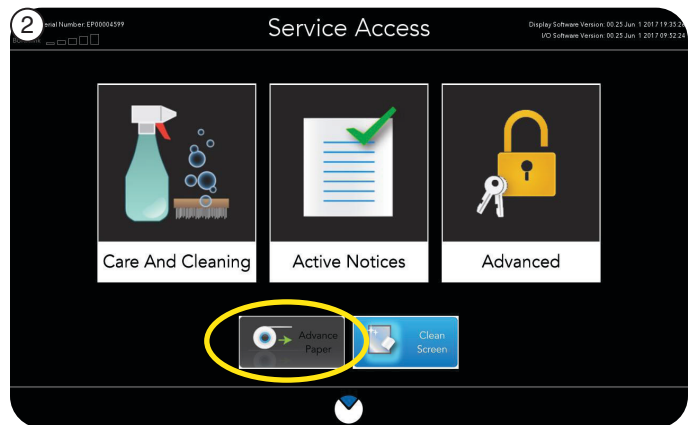 2
erial Number: EP00004599
Service Access
Display Software Version: 00.25 Jun 1 2017 19:35:26
I/O Software Version: 00.25 Jun 1 2017 09:52:24
Care And Cleaning
Active Notices
Advanced
Advance
Paper
Clean
Screen